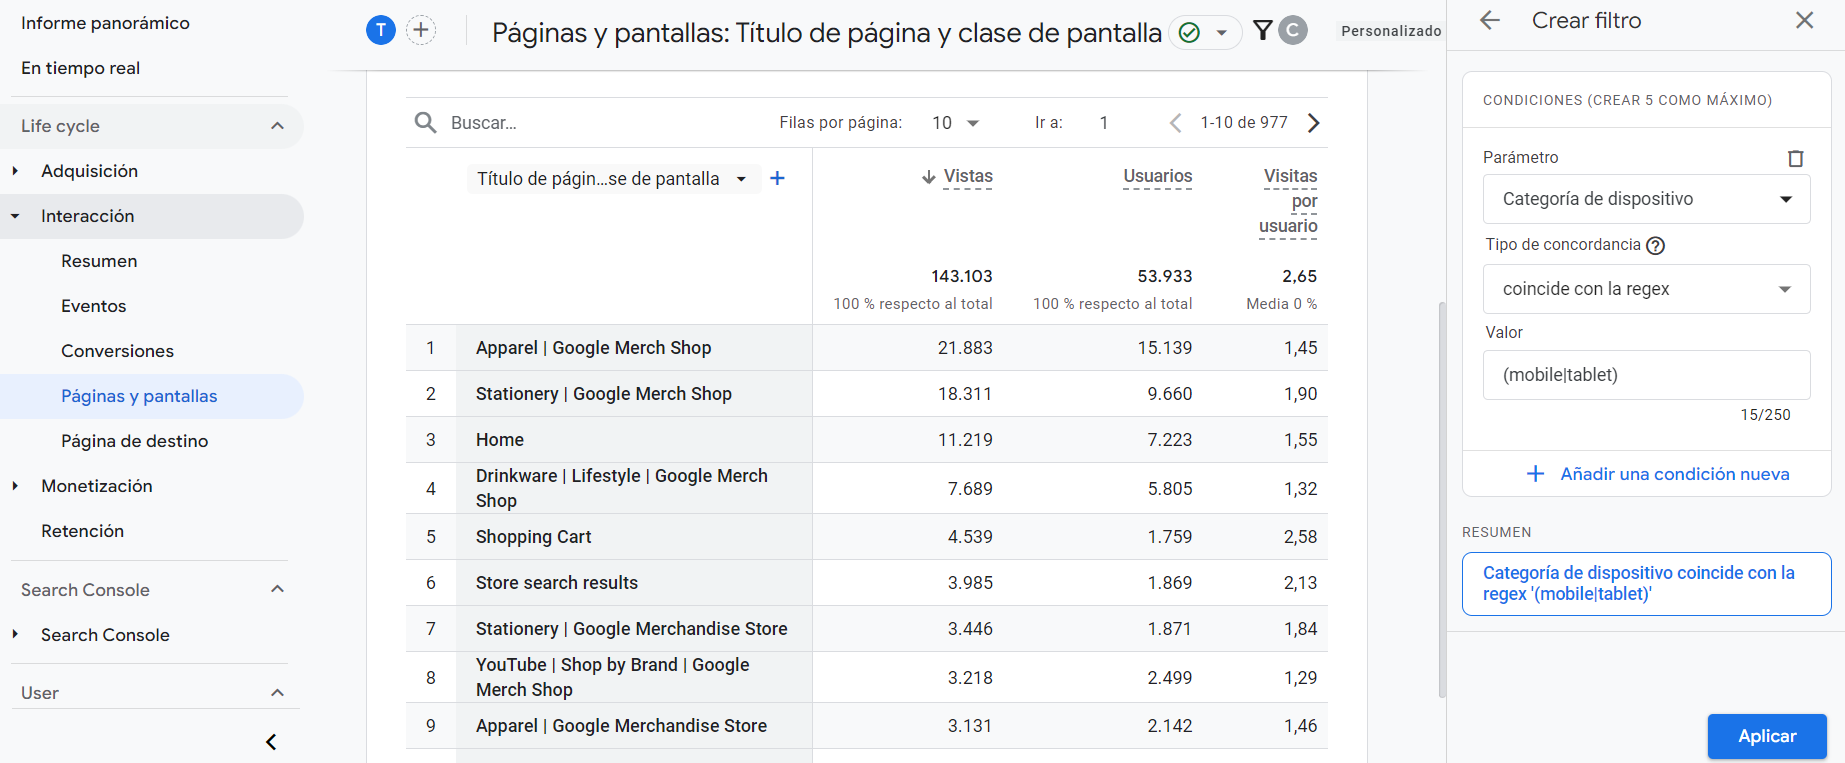 Informe panorámico
En tiempo real
Life cycle
Adquisición
Interacción
Resumen
Eventos
Conversiones
Páginas y pantallas
Página de destino
Monetización
Retención
Search Console
Search Console
User
T
Páginas y pantallas: Título de página y clase de pantalla
C
Personalizado
Buscar...
Filas por página: 10
Ir a: 1
1-10 de 977
Título de págin...se de pantalla
Vistas
Usuarios
Visitas
por
usuario
143.103 53.933 2,65
100 % respecto al total 100 % respecto al total Media 0 %
1 Apparel | Google Merch Shop 21.883 15.139 1,45
2 Stationery | Google Merch Shop 18.311 9.660 1,90
3 Home 11.219 7.223 1,55
4 Drinkware | Lifestyle | Google Merch
Shop 7.689 5.805 1,32
5 Shopping Cart 4.539 1.759 2,58
6 Store search results 3.985 1.869 2,13
7 Stationery | Google Merchandise Store 3.446 1.871 1,84
8 YouTube | Shop by Brand | Google
Merch Shop 3.218 2.499 1,29
9 Apparel | Google Merchandise Store 3.131 2.142 1,46
Crear filtro
CONDICIONES (CREAR 5 COMO MÁXIMO)
Parámetro
Categoría de dispositivo
Tipo de concordancia
coincide con la regex
Valor
(mobile|tablet)
15/250
Añadir una condición nueva
RESUMEN
Categoría de dispositivo coincide con la
regex '(mobile|tablet)'
Aplicar